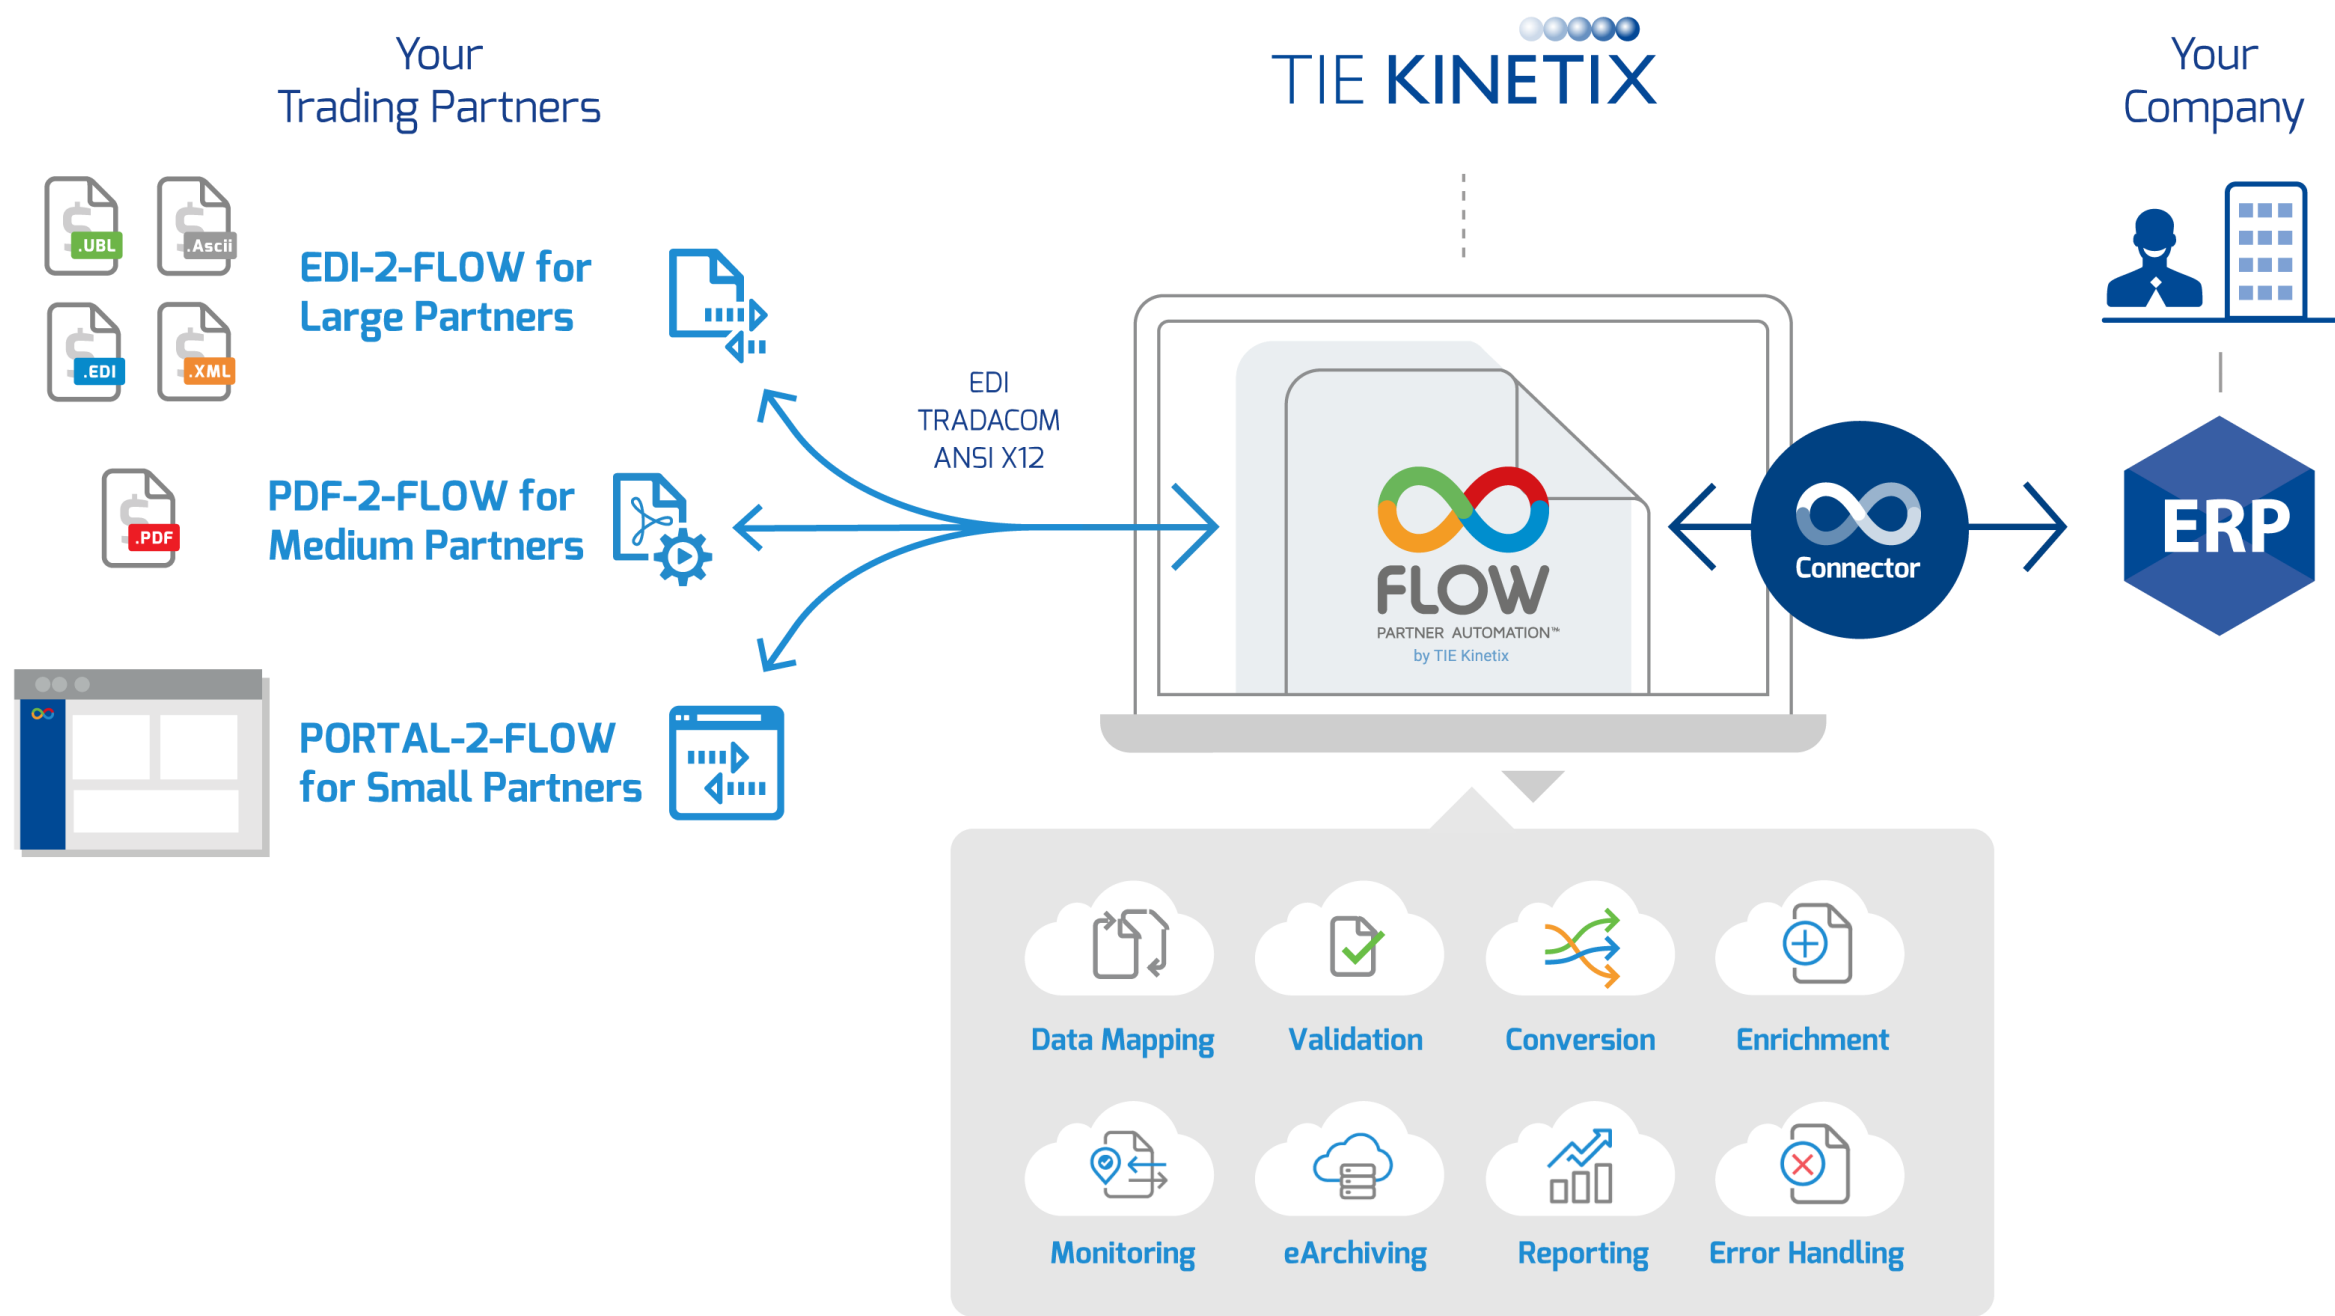 Your
Trading Partners
TIE KINETIX
Your
Company
.UBL
.Ascii
.EDI
.XML
EDI-2-FLOW for
Large Partners
EDI
TRADACOM
ANSI X12
.PDF
PDF-2-FLOW for
Medium Partners
FLOW
PARTNER AUTOMATION™
by TIE Kinetix
Connector
ERP
PORTAL-2-FLOW
for Small Partners
Data Mapping
Validation
Conversion
Enrichment
Monitoring
eArchiving
Reporting
Error Handling